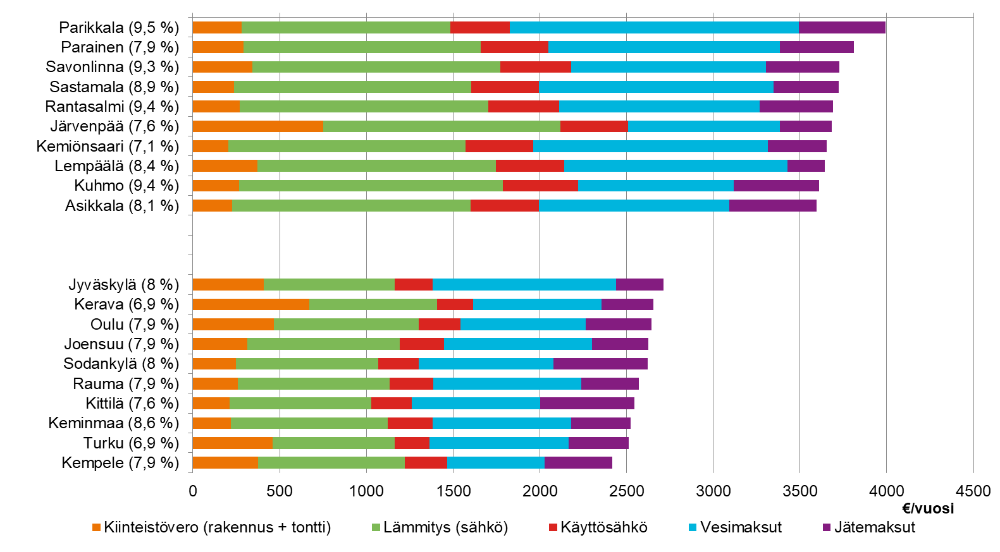 Parikkala (9,5 %)
Parainen (7,9 %)
Savonlinna (9,3 %)
Sastamala (8,9 %)
Rantasalmi (9,4 %)
Järvenpää (7,6 %)
Kemiönsaari (7,1 %)
Lempäälä (8,4 %)
Kuhmo (9,4 %)
Asikkala (8,1 %)
Jyväskylä (8 %)
Kerava (6,9 %)
Oulu (7,9 %)
Joensuu (7,9 %)
Sodankylä (8 %)
Rauma (7,9 %)
Kittilä (7,6 %)
Keminmaa (8,6 %)
Turku (6,9 %)
Kempele (7,9 %)
0 500 1000 1500 2000 2500 3000 3500 4000 4500
€/vuosi
Kiinteistövero (rakennus + tontti) Lämmitys (sähkö) Käyttösähkö Vesimaksut Jätemaksut